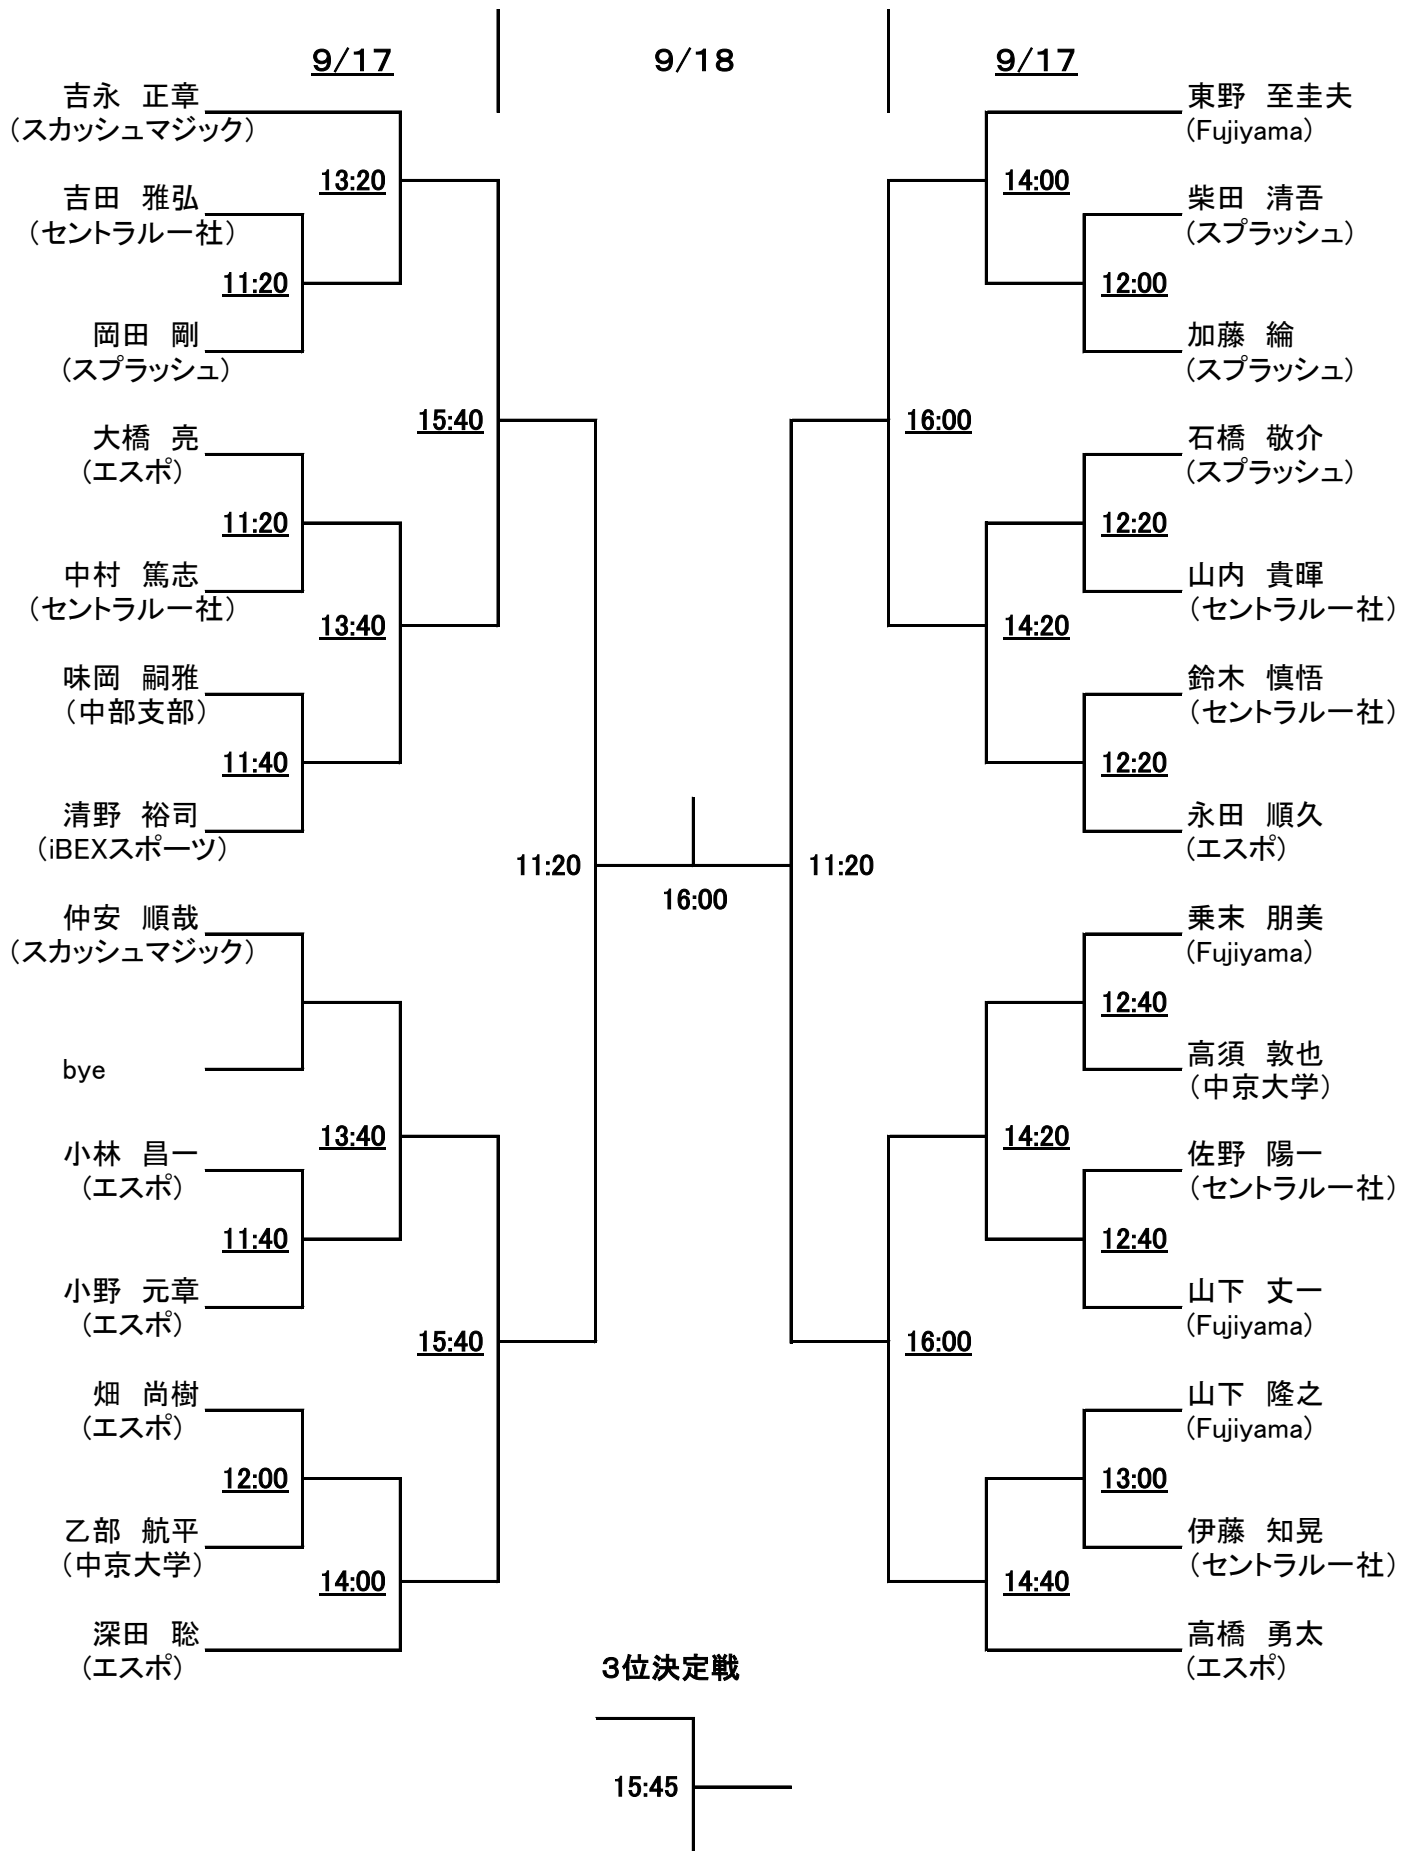 9/17
9/18
9/17
吉永　正章
（スカッシュマジック）
13:20
吉田　雅弘
（セントラル一社）
11:20
岡田　剛
（スプラッシュ）
15:40
大橋　亮
（エスポ）
11:20
中村　篤志
（セントラル一社）
13:40
味岡　嗣雅
（中部支部）
11:40
清野　裕司
（iBEXスポーツ）
11:20
仲安　順哉
（スカッシュマジック）
bye
13:40
小林　昌一
（エスポ）
11:40
小野　元章
（エスポ）
15:40
畑　尚樹
（エスポ）
12:00
乙部　航平
（中京大学）
14:00
深田　聡
（エスポ）
16:00
東野　至圭夫
（Fujiyama）
14:00
柴田　清吾
（スプラッシュ）
12:00
加藤　綸
（スプラッシュ）
16:00
石橋　敬介
（スプラッシュ）
12:20
山内　貴暉
（セントラル一社）
14:20
鈴木　慎悟
（セントラル一社）
12:20
永田　順久
（エスポ）
11:20
乗末　朋美
（Fujiyama）
12:40
高須　敦也
（中京大学）
14:20
佐野　陽一
（セントラル一社）
12:40
山下　丈一
（Fujiyama）
16:00
山下　隆之
（Fujiyama）
13:00
伊藤　知晃
（セントラル一社）
14:40
高橋　勇太
（エスポ）
３位決定戦
15:45